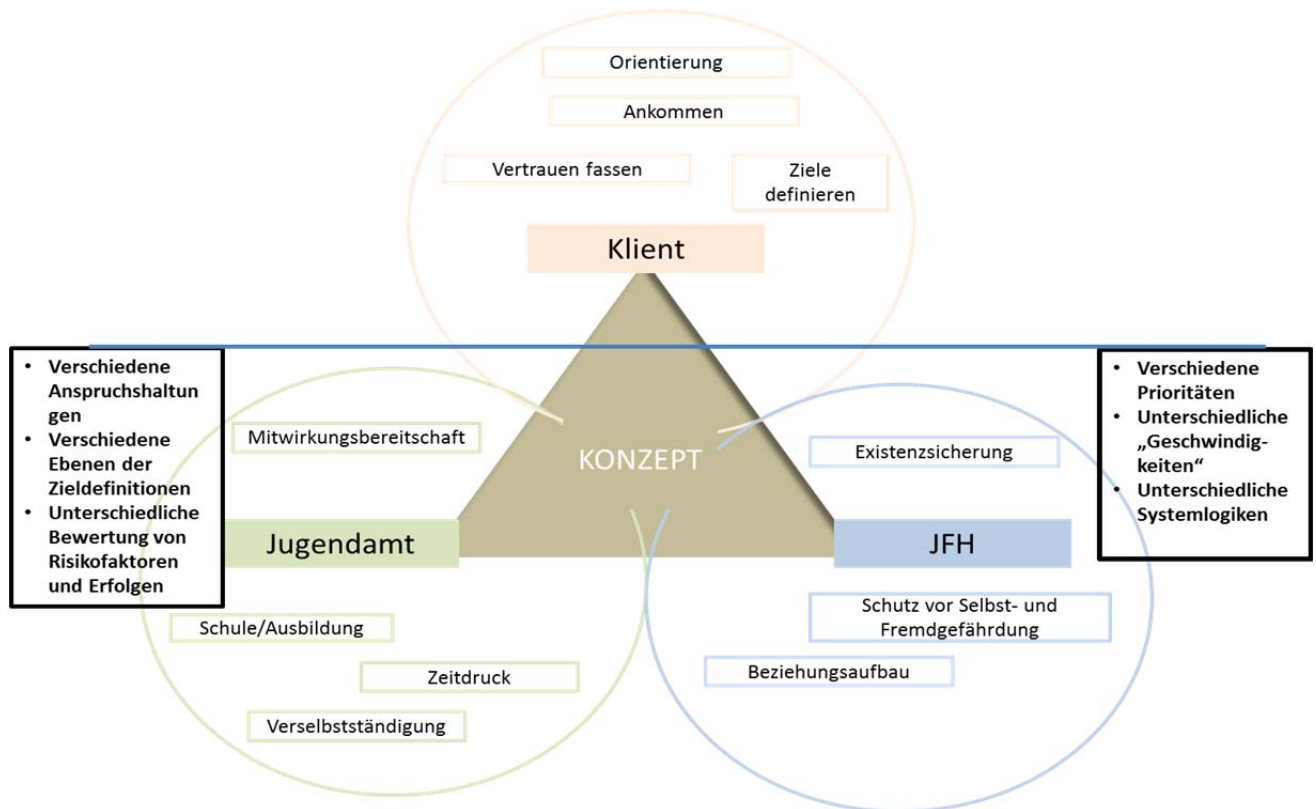 Orientierung
Ankommen
Vertrauen fassen
Ziele
definieren
Klient
• Verschiedene
Anspruchshaltun
gen
• Verschiedene
Ebenen der
Zieldefinitionen
• Unterschiedliche
Bewertung von
Risikofaktoren
und Erfolgen
• Verschiedene
Prioritäten
• Unterschiedliche
„Geschwindig-
keiten“
• Unterschiedliche
Systemlogiken
Mitwirkungsbereitschaft
KONZEPT
Existenzsicherung
Jugendamt
JFH
Schule/Ausbildung
Zeitdruck
Verselbstständigung
Schutz vor Selbst- und
Fremdgefährdung
Beziehungsaufbau